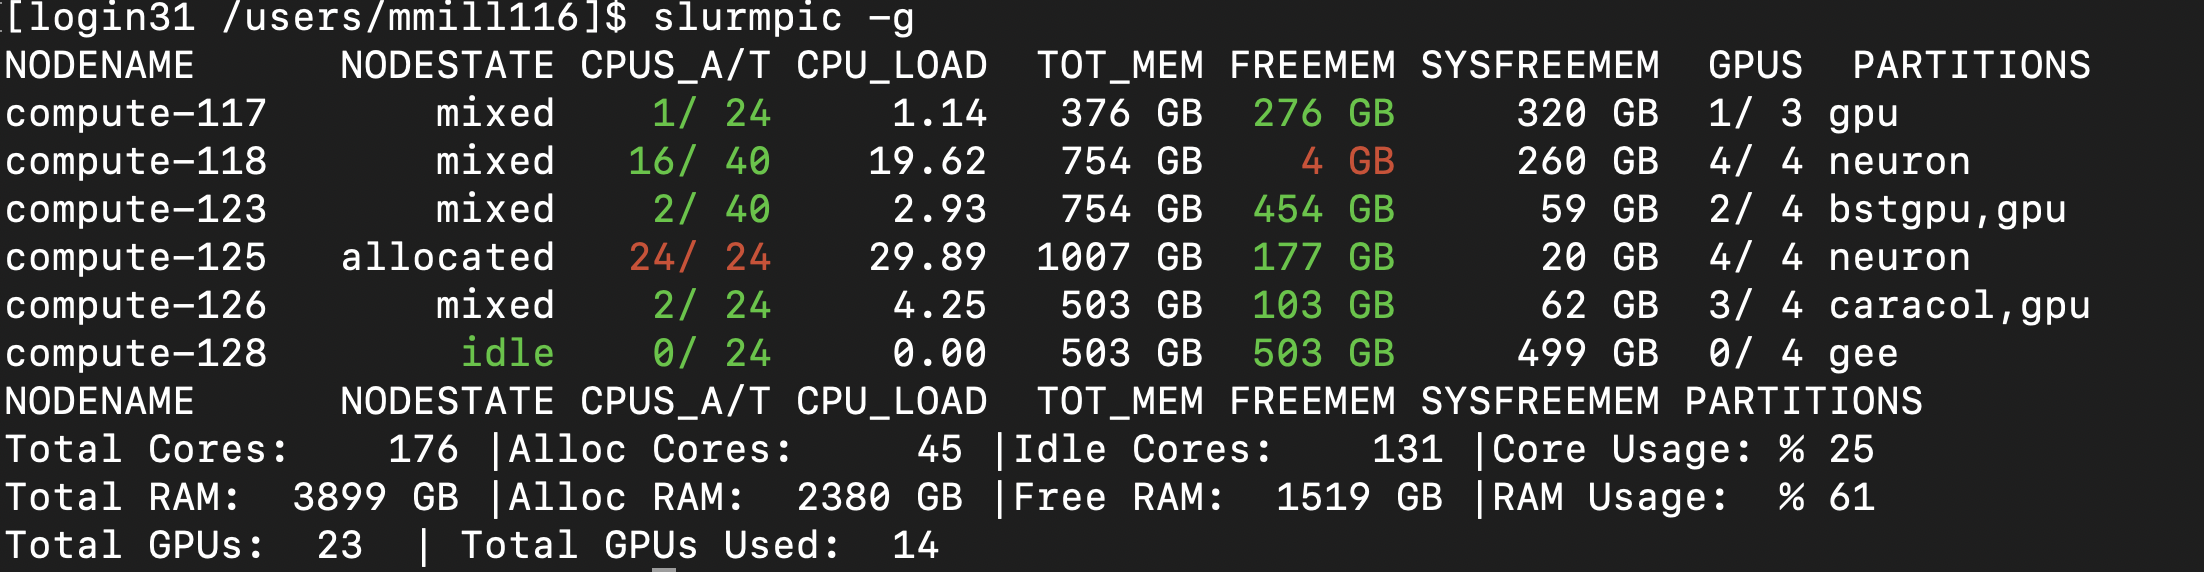 [login31 /users/mmill116]$ slurmpic -g
NODENAME      NODESTATE CPUS_A/T CPU_LOAD  TOT_MEM FREEMEM SYSFREEMEM  GPUS  PARTITIONS
compute-117       mixed    1/ 24     1.14   376 GB  276 GB     320 GB  1/ 3 gpu
compute-118       mixed   16/ 40    19.62   754 GB    4 GB     260 GB  4/ 4 neuron
compute-123       mixed    2/ 40     2.93   754 GB  454 GB      59 GB  2/ 4 bstgpu,gpu
compute-125   allocated   24/ 24    29.89  1007 GB  177 GB      20 GB  4/ 4 neuron
compute-126       mixed    2/ 24     4.25   503 GB  103 GB      62 GB  3/ 4 caracol,gpu
compute-128        idle    0/ 24     0.00   503 GB  503 GB     499 GB  0/ 4 gee
NODENAME      NODESTATE CPUS_A/T CPU_LOAD  TOT_MEM FREEMEM SYSFREEMEM PARTITIONS
Total Cores:    176 |Alloc Cores:     45 |Idle Cores:    131 |Core Usage: % 25
Total RAM:  3899 GB |Alloc RAM:  2380 GB |Free RAM:  1519 GB |RAM Usage:  % 61
Total GPUs:  23  | Total GPUs Used:  14